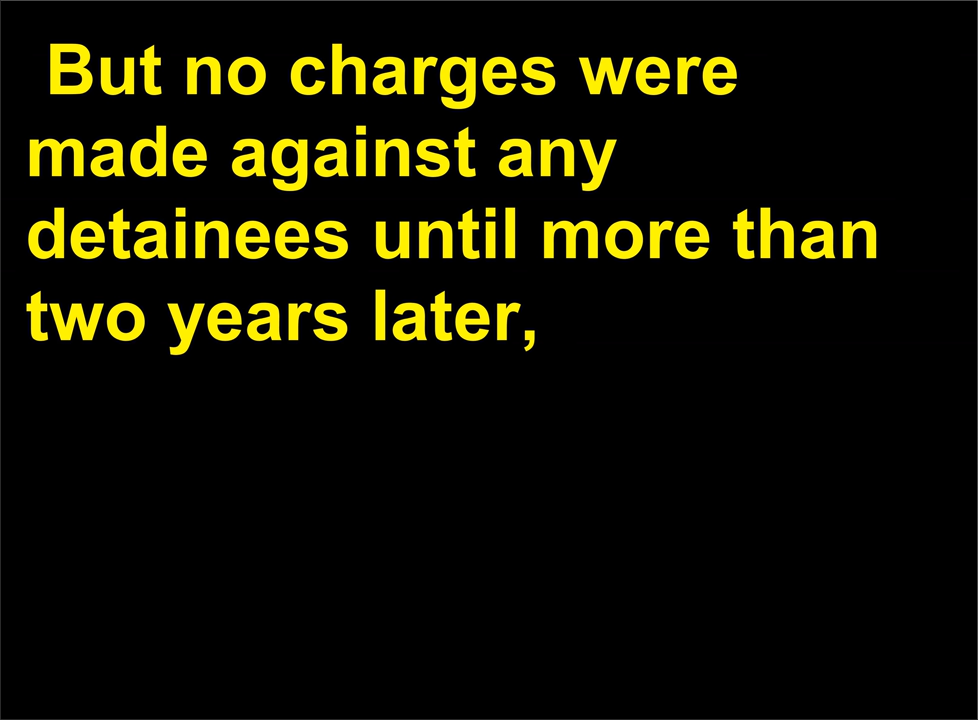 But no charges were
made against any
detainees until more than
two years later,